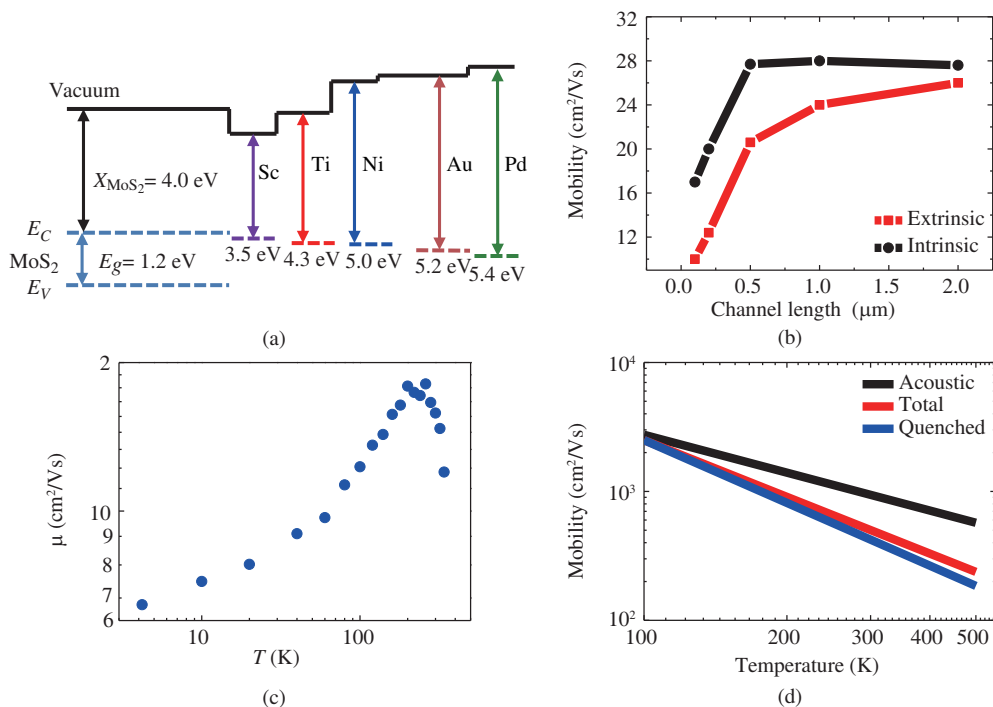 Vacuum
Sc
Ti
Ni
Au
Pd
XMoS2= 4.0 eV
EC
MoS2
Eg= 1.2 eV
EV
3.5 eV
4.3 eV
5.0 eV
5.2 eV
5.4 eV
(a)
Mobility (cm2/Vs)
32
28
24
20
16
12
Extrinsic
Intrinsic
0.0 0.5 1.0 1.5 2.0
Channel length (μm)
(b)
μ (cm2/Vs)
2
10
9
8
7
6
10 100
T (K)
(c)
Mobility (cm2/Vs)
104
103
102
Acoustic
Total
Quenched
100 200 300 400 500
Temperature (K)
(d)